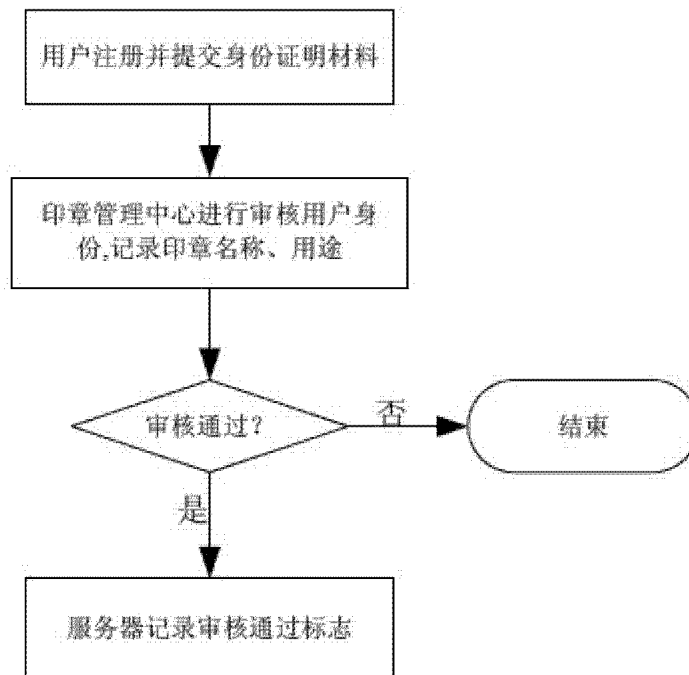 用户注册并提交身份证明材料
印章管理中心进行审核用户身
份,记录印章名称、用途
审核通过?
否
结束
是
服务器记录审核通过标志